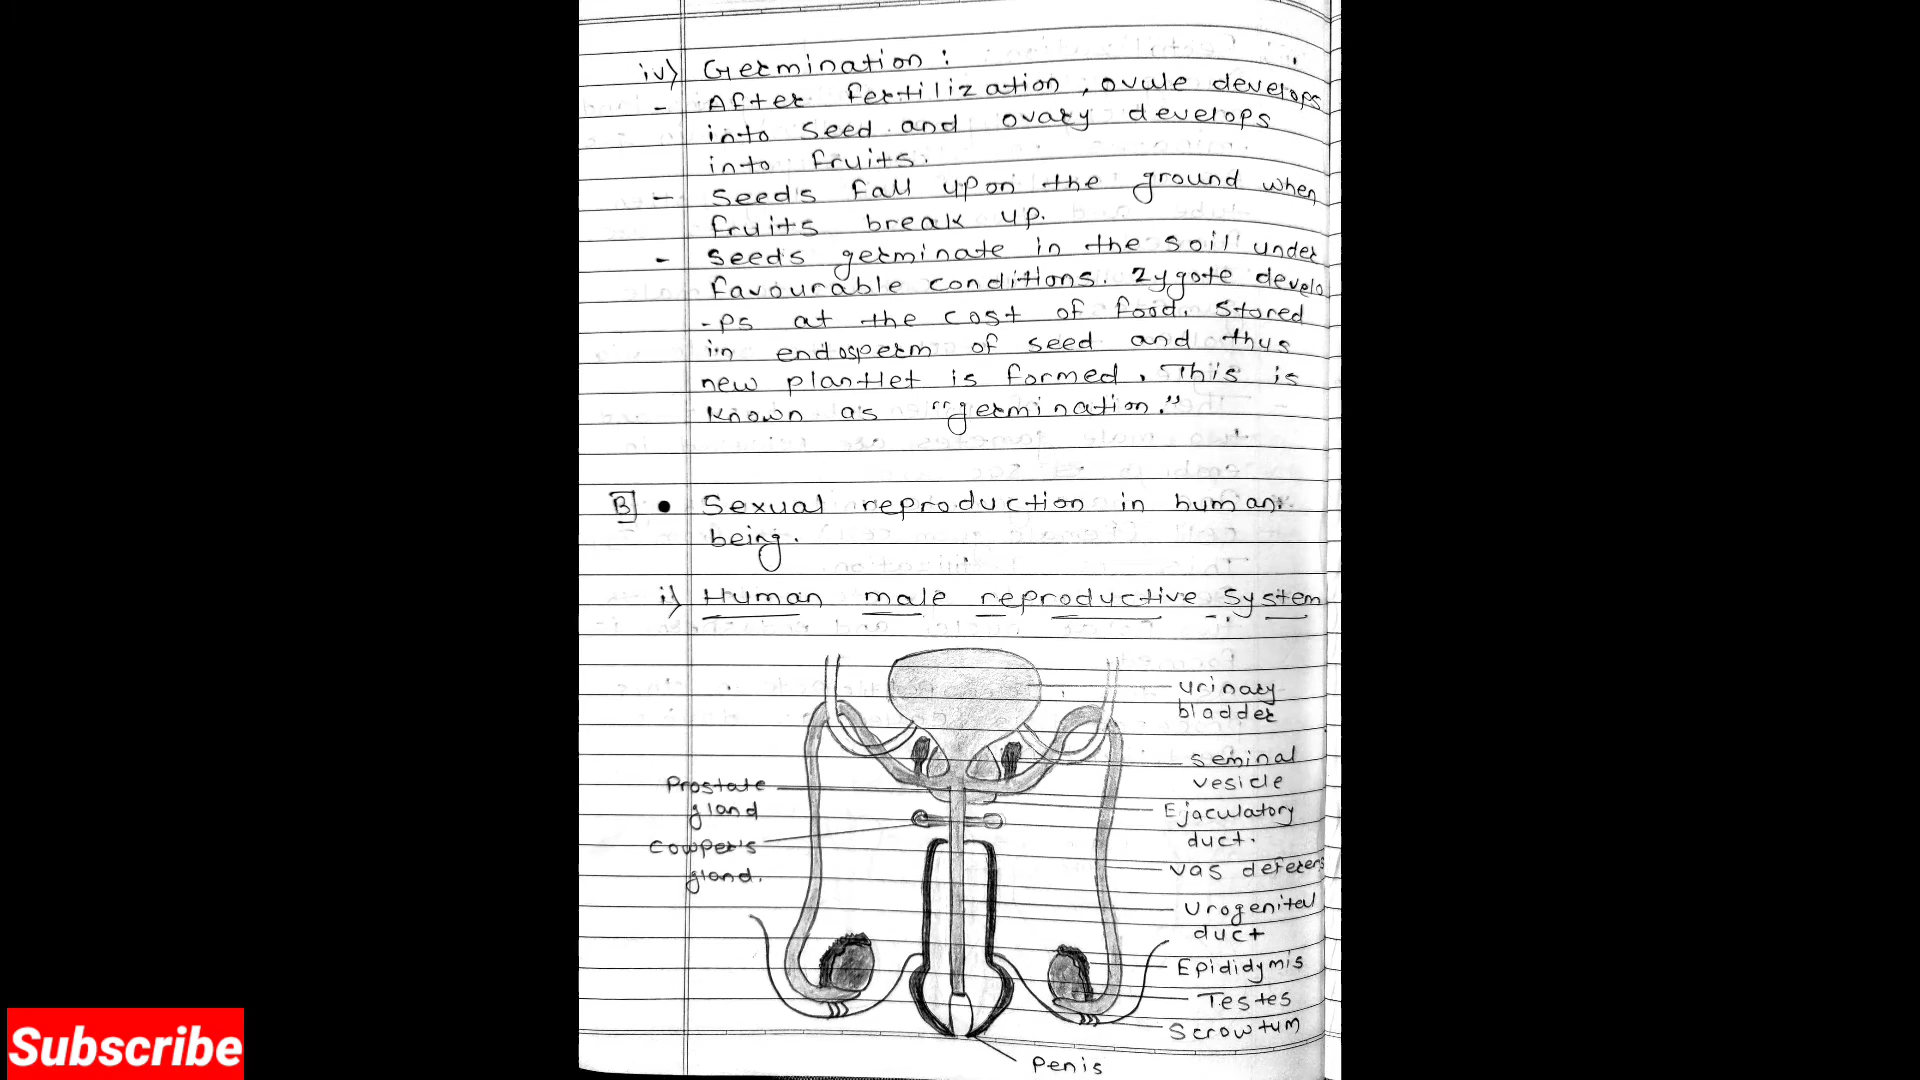 iv) Germination :
- After fertilization , ovule develops
into seed and ovary develops
into fruits.
- Seeds fall upon the ground when
fruits break up.
- Seeds germinate in the soil under
favourable conditions. Zygote develo
-ps at the cost of food stored
in endosperm of seed and thus
new plantlet is formed. This is
known as "germination."
B • Sexual reproduction in human
being.
i) Human male reproductive system
urinary
bladder
seminal
vesicle
Prostate
gland
Ejaculatory
duct.
Cowper's
gland.
vas deferens
Urogenital
duct
Epididymis
Testes
Scrowtum
Penis
Subscribe